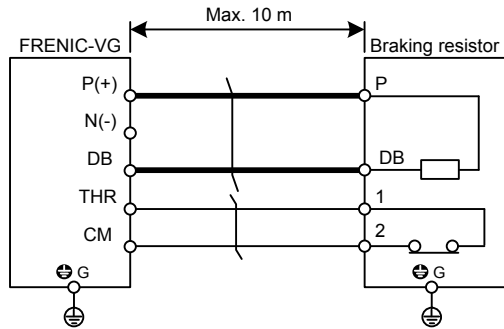 Max. 10 m
FRENIC-VG
Braking resistor
P(+)
P
N(-)
DB
DB
THR
1
CM
2
G
G